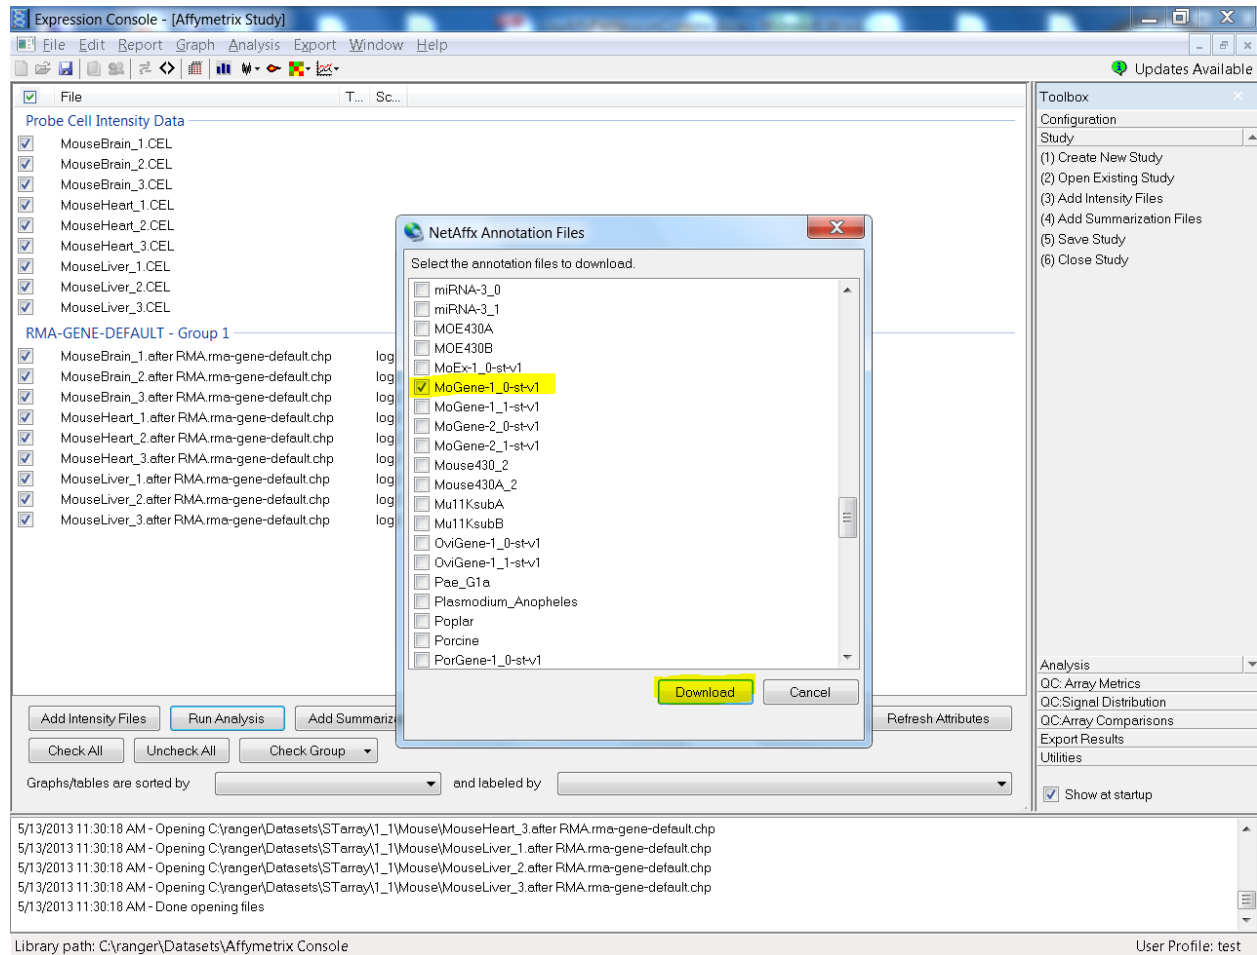 Expression Console - [Affymetrix Study]
File Edit Report Graph Analysis Export Window Help
Updates Available
File T... Sc...
Probe Cell Intensity Data
MouseBrain_1.CEL
MouseBrain_2.CEL
MouseBrain_3.CEL
MouseHeart_1.CEL
MouseHeart_2.CEL
MouseHeart_3.CEL
MouseLiver_1.CEL
MouseLiver_2.CEL
MouseLiver_3.CEL
RMA-GENE-DEFAULT - Group 1
MouseBrain_1.after RMA.rma-gene-default.chp log
MouseBrain_2.after RMA.rma-gene-default.chp log
MouseBrain_3.after RMA.rma-gene-default.chp log
MouseHeart_1.after RMA.rma-gene-default.chp log
MouseHeart_2.after RMA.rma-gene-default.chp log
MouseHeart_3.after RMA.rma-gene-default.chp log
MouseLiver_1.after RMA.rma-gene-default.chp log
MouseLiver_2.after RMA.rma-gene-default.chp log
MouseLiver_3.after RMA.rma-gene-default.chp log
NetAffx Annotation Files
Select the annotation files to download.
miRNA-3_0
miRNA-3_1
MOE430A
MOE430B
MoEx-1_0-st-v1
MoGene-1_0-st-v1
MoGene-1_1-st-v1
MoGene-2_0-st-v1
MoGene-2_1-st-v1
Mouse430_2
Mouse430A_2
Mu11KsubA
Mu11KsubB
OviGene-1_0-st-v1
OviGene-1_1-st-v1
Pae_G1a
Plasmodium_Anopheles
Poplar
Porcine
PorGene-1_0-st-v1
Download Cancel
Toolbox
Configuration
Study
(1) Create New Study
(2) Open Existing Study
(3) Add Intensity Files
(4) Add Summarization Files
(5) Save Study
(6) Close Study
Analysis
QC: Array Metrics
QC:Signal Distribution
QC:Array Comparisons
Export Results
Utilities
Show at startup
Add Intensity Files Run Analysis Add Summariz Refresh Attributes
Check All Uncheck All Check Group
Graphs/tables are sorted by and labeled by
5/13/2013 11:30:18 AM - Opening C:\ranger\Datasets\STarray\1_1\Mouse\MouseHeart_3.after RMA.rma-gene-default.chp
5/13/2013 11:30:18 AM - Opening C:\ranger\Datasets\STarray\1_1\Mouse\MouseLiver_1.after RMA.rma-gene-default.chp
5/13/2013 11:30:18 AM - Opening C:\ranger\Datasets\STarray\1_1\Mouse\MouseLiver_2.after RMA.rma-gene-default.chp
5/13/2013 11:30:18 AM - Opening C:\ranger\Datasets\STarray\1_1\Mouse\MouseLiver_3.after RMA.rma-gene-default.chp
5/13/2013 11:30:18 AM - Done opening files
Library path: C:\ranger\Datasets\Affymetrix Console User Profile: test